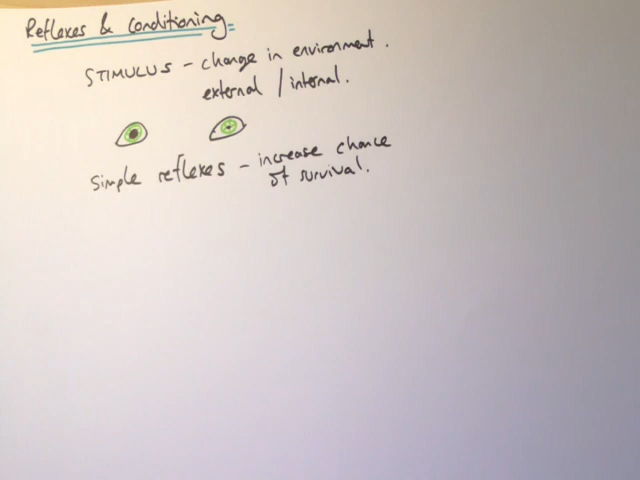 Reflexes & conditioning
STIMULUS - change in environment.
external / internal.
Simple reflexes - increase chance
of survival.